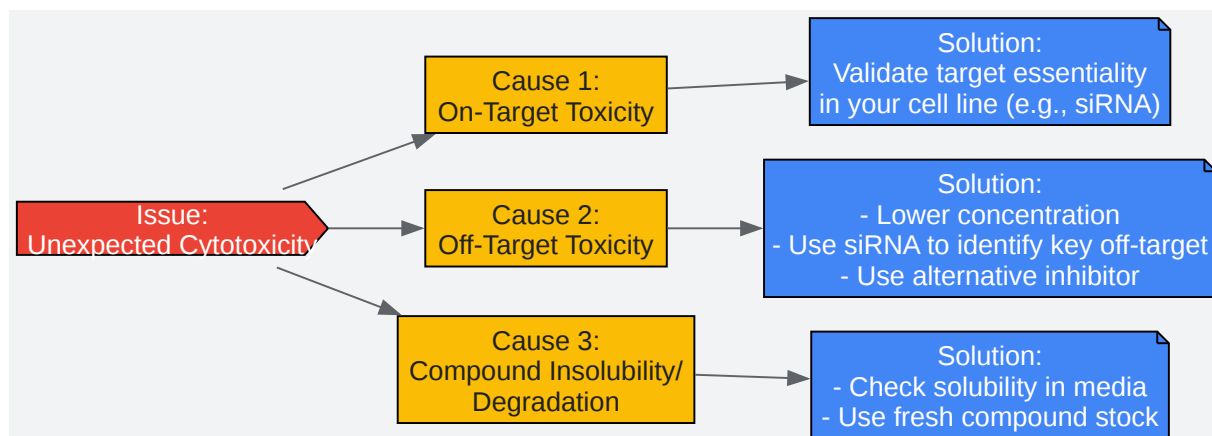 Issue:
Unexpected Cytotoxicity
Cause 1:
On-Target Toxicity
Solution:
Validate target essentiality
in your cell line (e.g., siRNA)
Cause 2:
Off-Target Toxicity
Solution:
- Lower concentration
- Use siRNA to identify key off-target
- Use alternative inhibitor
Cause 3:
Compound Insolubility/
Degradation
Solution:
- Check solubility in media
- Use fresh compound stock